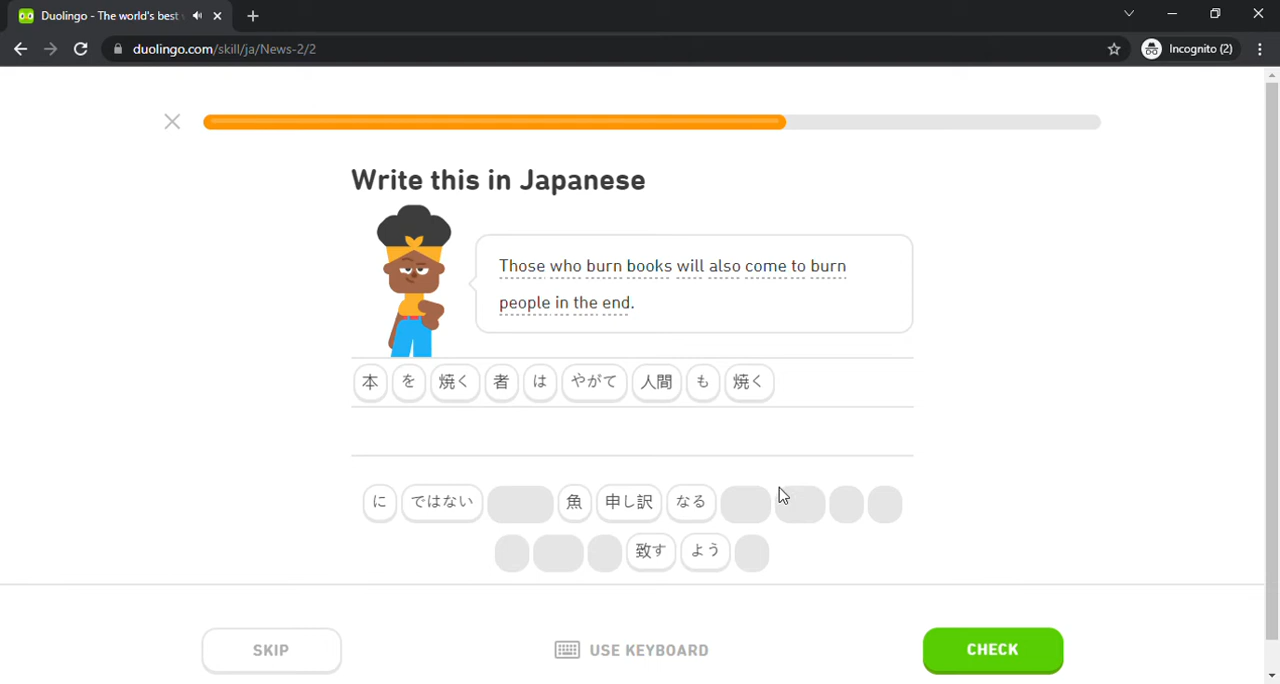 Duolingo - The world's best
duolingo.com/skill/ja/News-2/2
Incognito (2)
Write this in Japanese
Those who burn books will also come to burn
people in the end.
本 を 焼く 者 は やがて 人間 も 焼く
に ではない 魚 申し訳 なる
致す よう
SKIP
USE KEYBOARD
CHECK